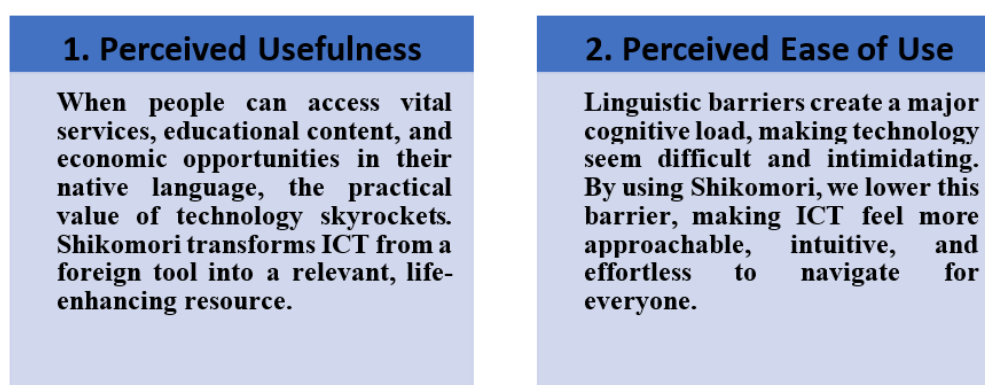 1. Perceived Usefulness
When people can access vital
services, educational content, and
economic opportunities in their
native language, the practical
value of technology skyrockets.
Shikomori transforms ICT from a
foreign tool into a relevant, life-
enhancing resource.
2. Perceived Ease of Use
Linguistic barriers create a major
cognitive load, making technology
seem difficult and intimidating.
By using Shikomori, we lower this
barrier, making ICT feel more
approachable, intuitive, and
effortless to navigate for
everyone.